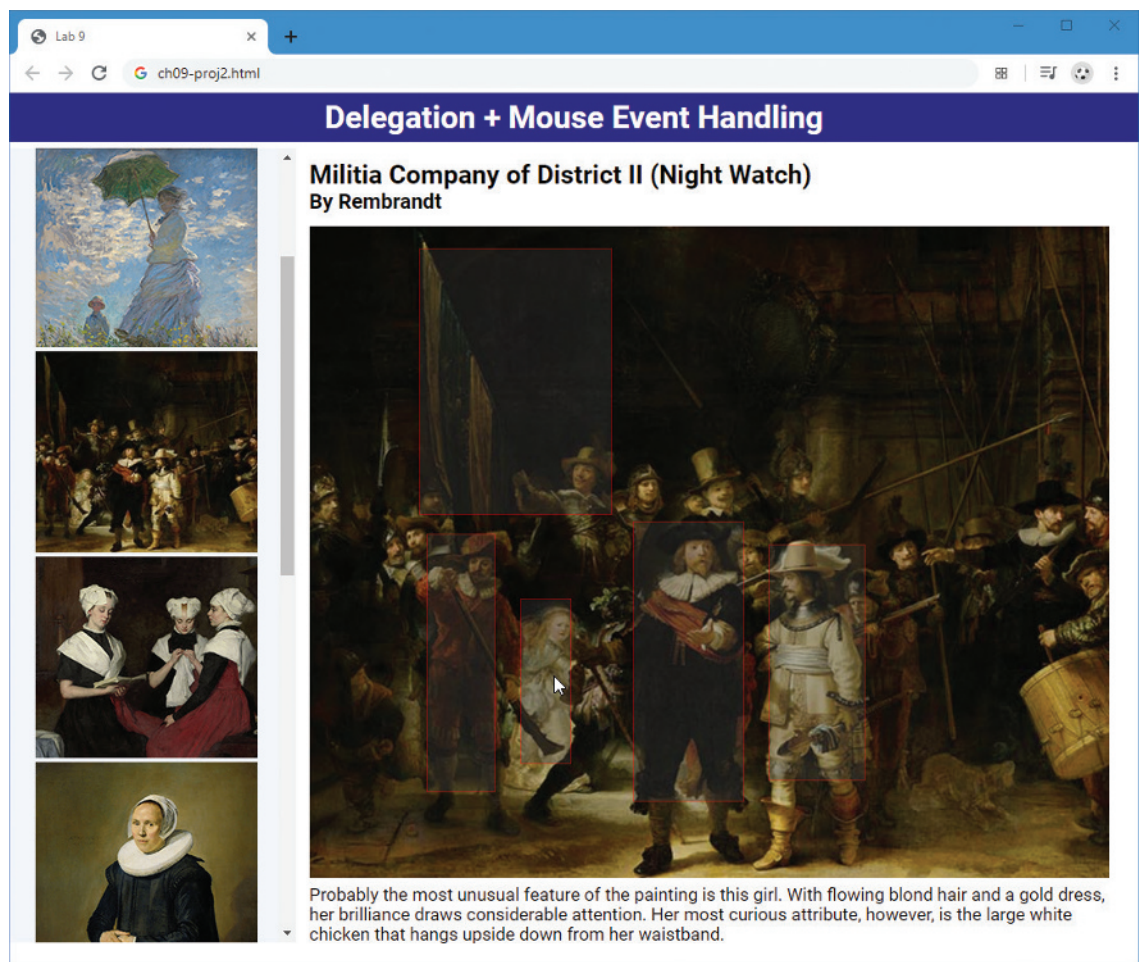 Lab 9
ch09-proj2.html
Delegation + Mouse Event Handling
Militia Company of District II (Night Watch)
By Rembrandt
Probably the most unusual feature of the painting is this girl. With flowing blond hair and a gold dress,
her brilliance draws considerable attention. Her most curious attribute, however, is the large white
chicken that hangs upside down from her waistband.